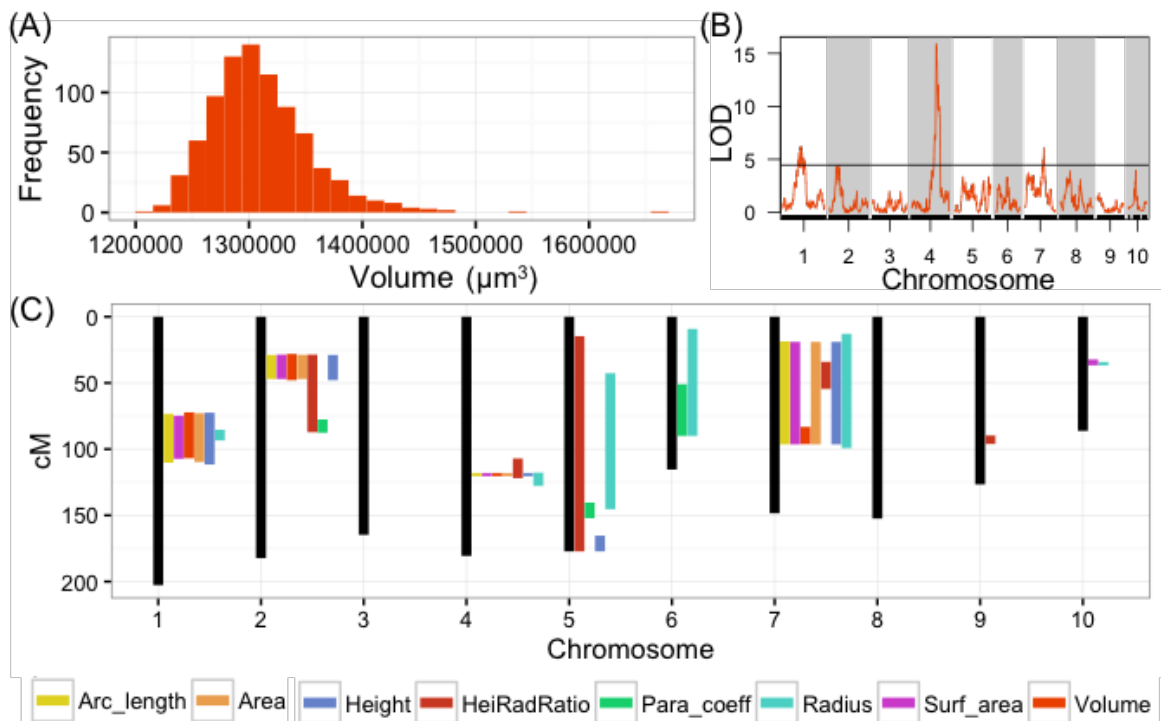 (A)
Frequency
100
50
0
1200000 1300000 1400000 1500000 1600000
Volume (µm³)
(B)
LOD
15
10
5
0
1 2 3 4 5 6 7 8 9 10
Chromosome
(C)
cM
0
50
100
150
200
1 2 3 4 5 6 7 8 9 10
Chromosome
Arc_length Area Height HeiRadRatio Para_coeff Radius Surf_area Volume